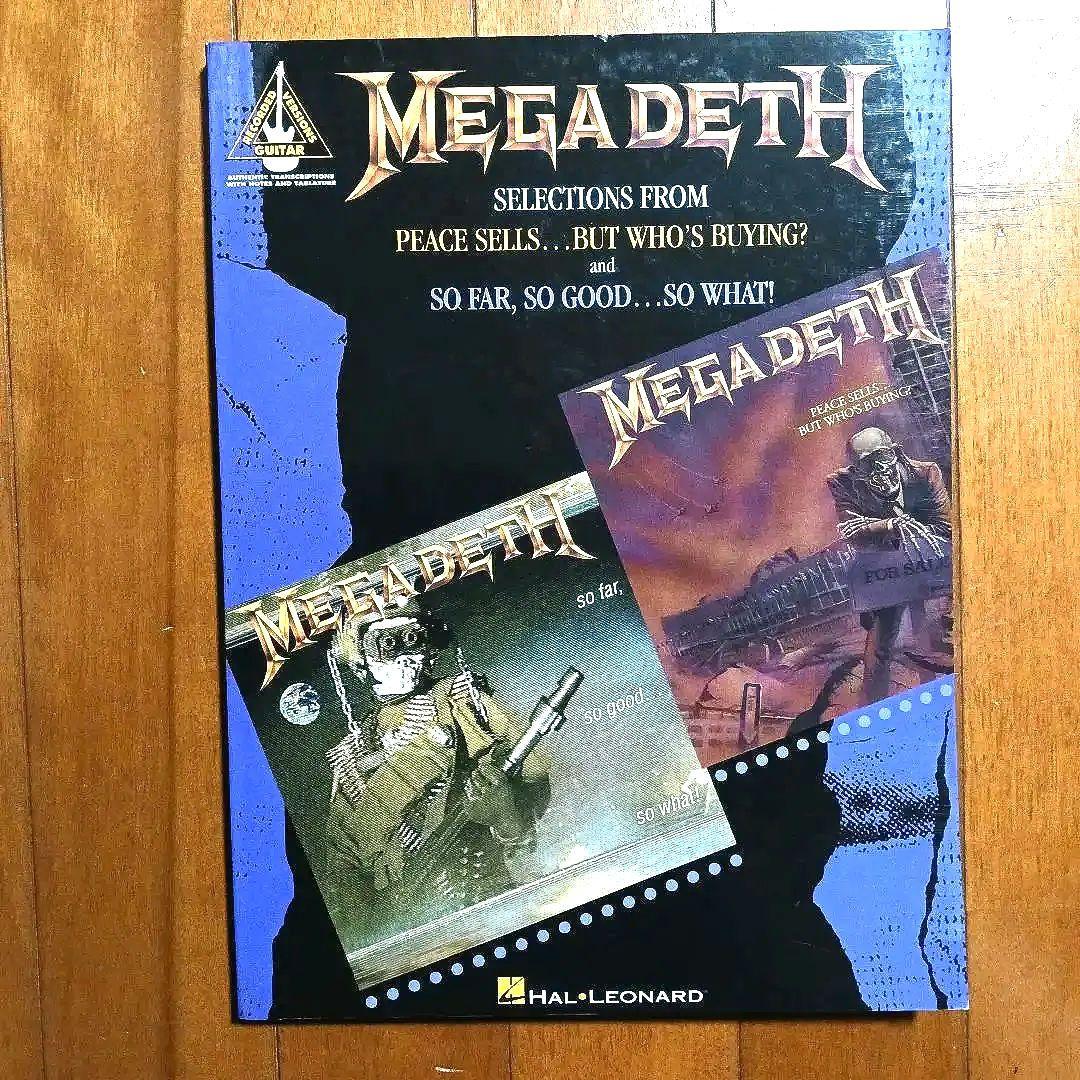 RECORDED VERSIONS
GUITAR
AUTHENTIC TRANSCRIPTIONS
WITH NOTES AND TABLATURE
MEGADETH
SELECTIONS FROM
PEACE SELLS...BUT WHO'S BUYING?
and
SO FAR, SO GOOD...SO WHAT!
MEGADETH
PEACE SELLS...
BUT WHO'S BUYING?
FOR SALE
MEGADETH
so far,
so good...
so what!
HAL•LEONARD